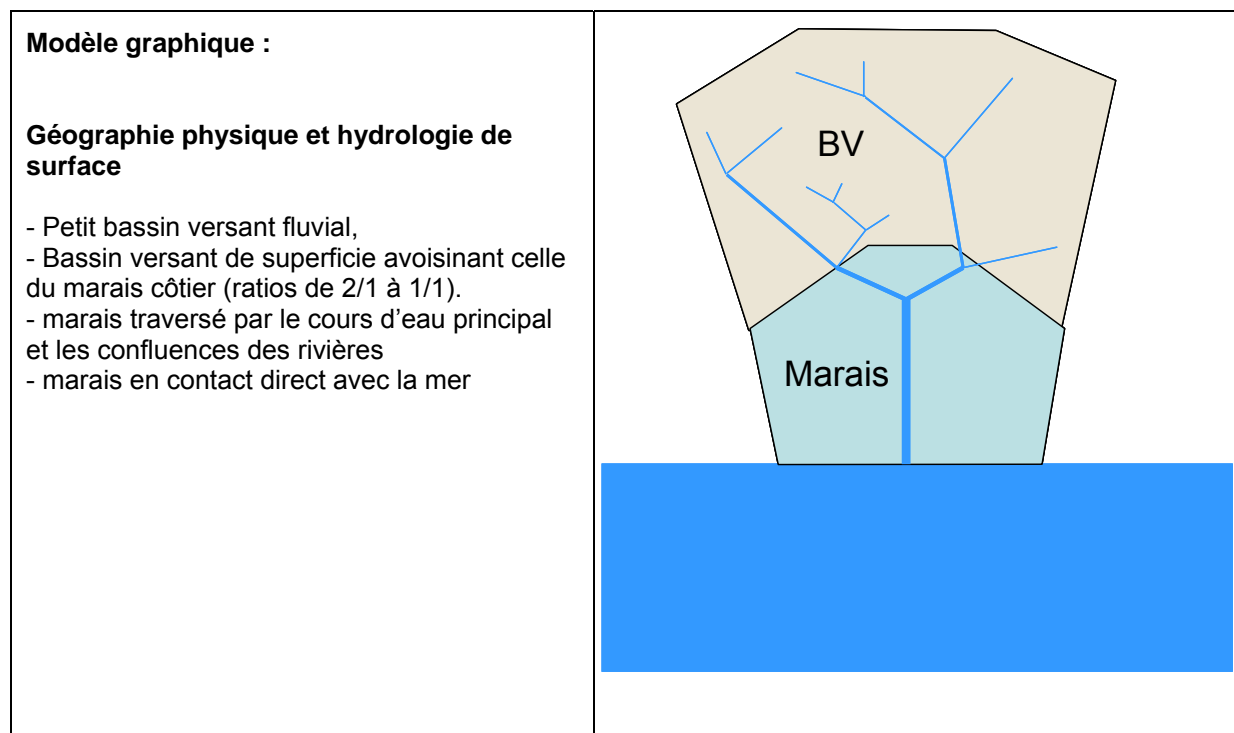 Modèle graphique :
Géographie physique et hydrologie de
surface
- Petit bassin versant fluvial,
- Bassin versant de superficie avoisinant celle
du marais côtier (ratios de 2/1 à 1/1).
- marais traversé par le cours d'eau principal
et les confluences des rivières
- marais en contact direct avec la mer
BV
Marais